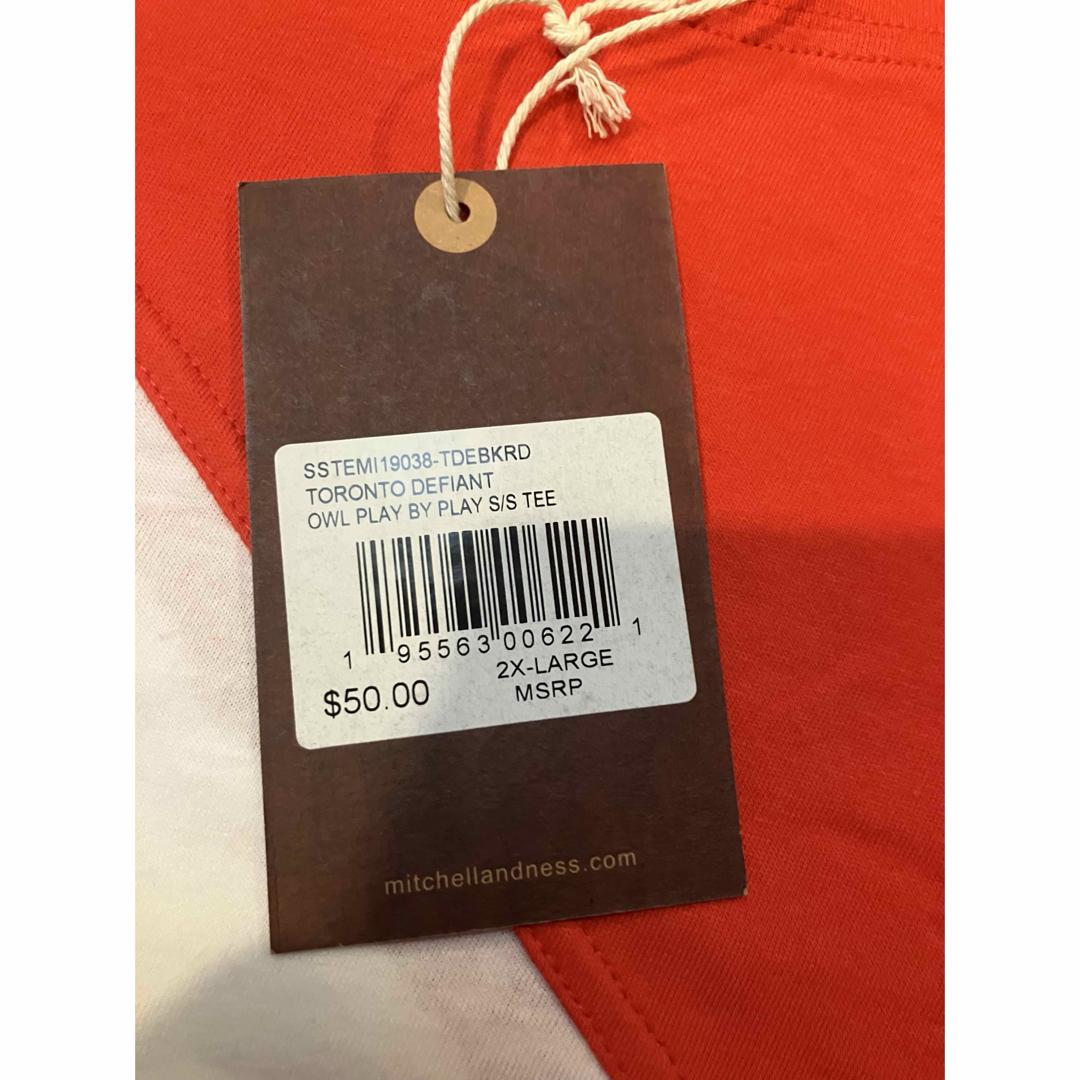 SSTEMI19038-TDEBKRD
TORONTO DEFIANT
OWL PLAY BY PLAY S/S TEE
1 95563 00622 1
2X-LARGE
$50.00 MSRP
mitchellandness.com